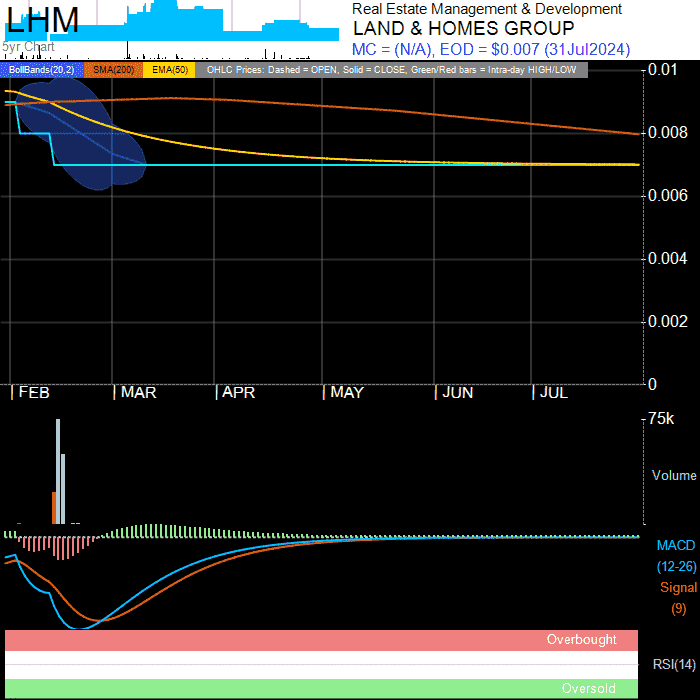 LHM
5yr Chart
Real Estate Management & Development
LAND & HOMES GROUP
MC = (N/A), EOD = $0.007 (31Jul2024)
BollBands(20,2) SMA(200) EMA(50) OHLC Prices: Dashed = OPEN, Solid = CLOSE, Green/Red bars = Intra-day HIGH/LOW
0.01
0.008
0.006
0.004
0.002
0
FEB MAR APR MAY JUN JUL
75k
Volume
MACD
(12-26)
Signal
(9)
Overbought
RSI(14)
Oversold